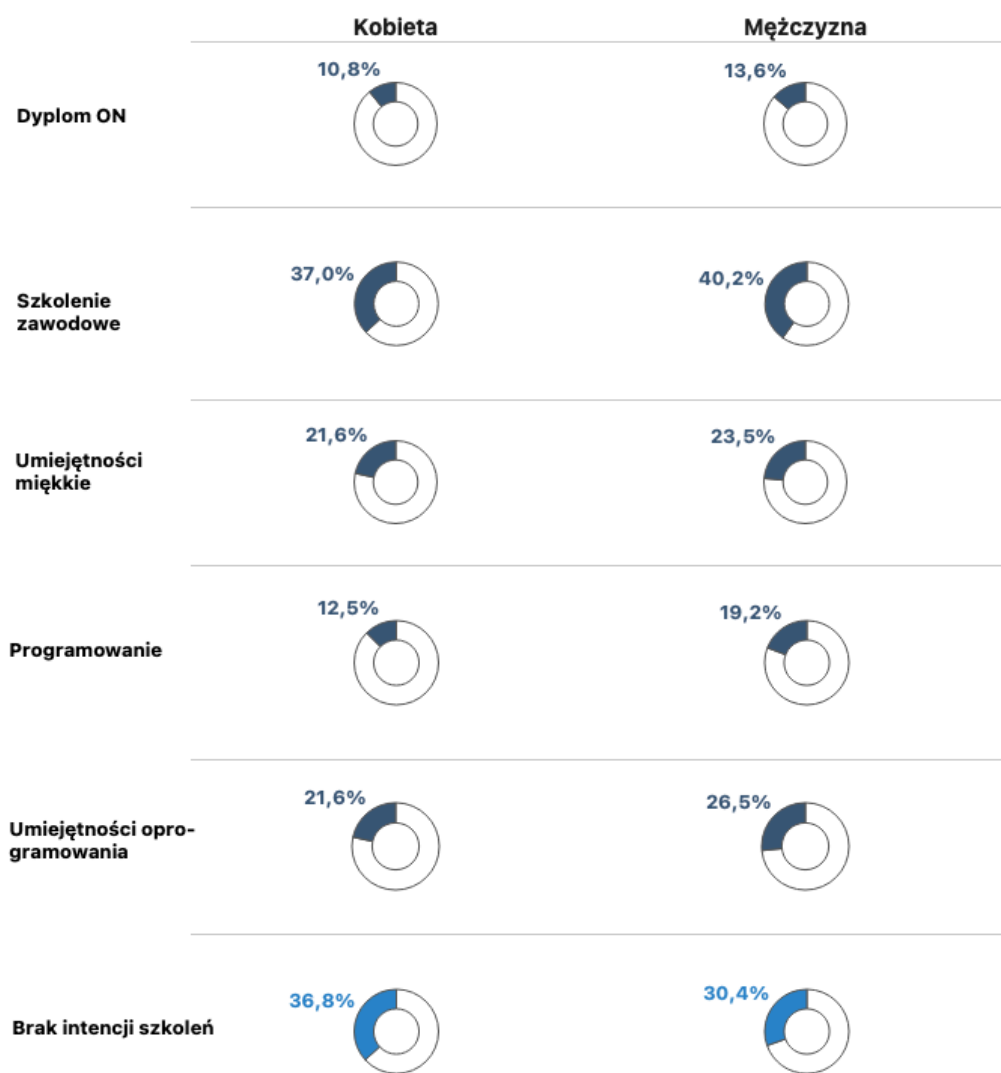 Kobieta Mężczyzna
10,8% 13,6%
Dyplom ON
37,0% 40,2%
Szkolenie
zawodowe
21,6% 23,5%
Umiejętności
miękkie
12,5% 19,2%
Programowanie
21,6% 26,5%
Umiejętności opro-
gramowania
36,8% 30,4%
Brak intencji szkoleń